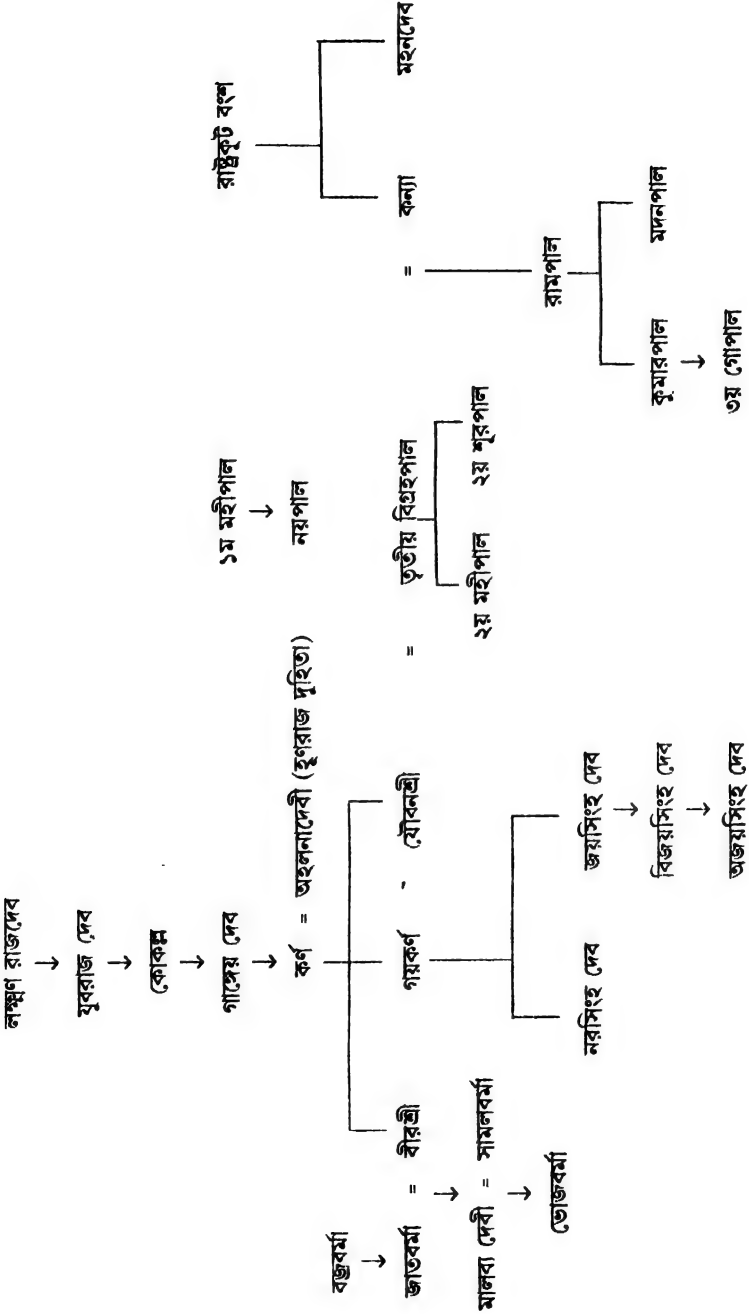 লক্ষ্মণ রাজদেব
যুবরাজ দেব
কোকল্ল
গাঙ্গেয় দেব ১ম মহীপাল রাষ্ট্রকূট বংশ
কর্ণ = অহলনাদেবী (হূণরাজ দুহিতা) নয়পাল
বজ্রবর্মা
জাতবর্মা = বীরশ্রী গয়কর্ণ - যৌবনশ্রী = তৃতীয় বিগ্রহপাল = কন্যা মহনদেব
মালব্য দেবী = সামলবর্মা ২য় মহীপাল ২য় শূরপাল
ভোজবর্মা রামপাল
নরসিংহ দেব জয়সিংহ দেব
বিজয়সিংহ দেব কুমারপাল মদনপাল
অজয়সিংহ দেব ৩য় গোপাল